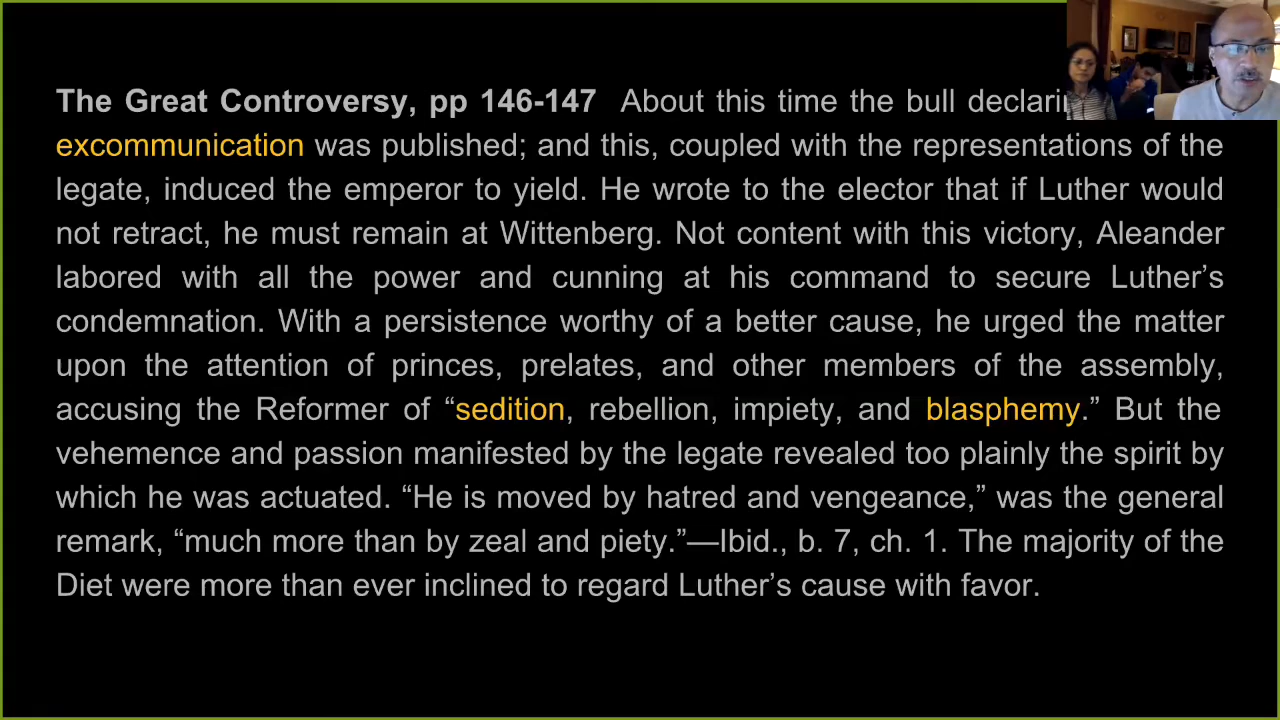 The Great Controversy, pp 146-147 About this time the bull
excommunication was published; and this, coupled with the representations of the
legate, induced the emperor to yield. He wrote to the elector that if Luther would
not retract, he must remain at Wittenberg. Not content with this victory, Aleander
labored with all the power and cunning at his command to secure Luther’s
condemnation. With a persistence worthy of a better cause, he urged the matter
upon the attention of princes, prelates, and other members of the assembly,
accusing the Reformer of “sedition, rebellion, impiety, and blasphemy.” But the
vehemence and passion manifested by the legate revealed too plainly the spirit by
which he was actuated. “He is moved by hatred and vengeance,” was the general
remark, “much more than by zeal and piety.”—Ibid., b. 7, ch. 1. The majority of the
Diet were more than ever inclined to regard Luther’s cause with favor.